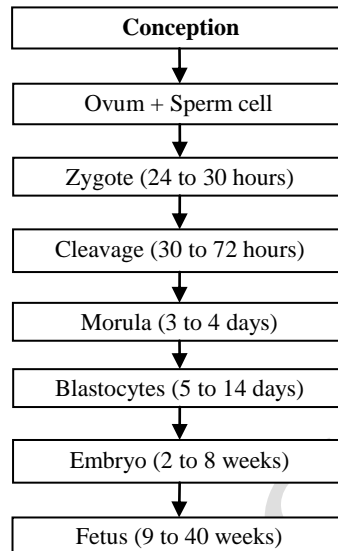 Conception
Ovum + Sperm cell
Zygote (24 to 30 hours)
Cleavage (30 to 72 hours)
Morula (3 to 4 days)
Blastocytes (5 to 14 days)
Embryo (2 to 8 weeks)
Fetus (9 to 40 weeks)